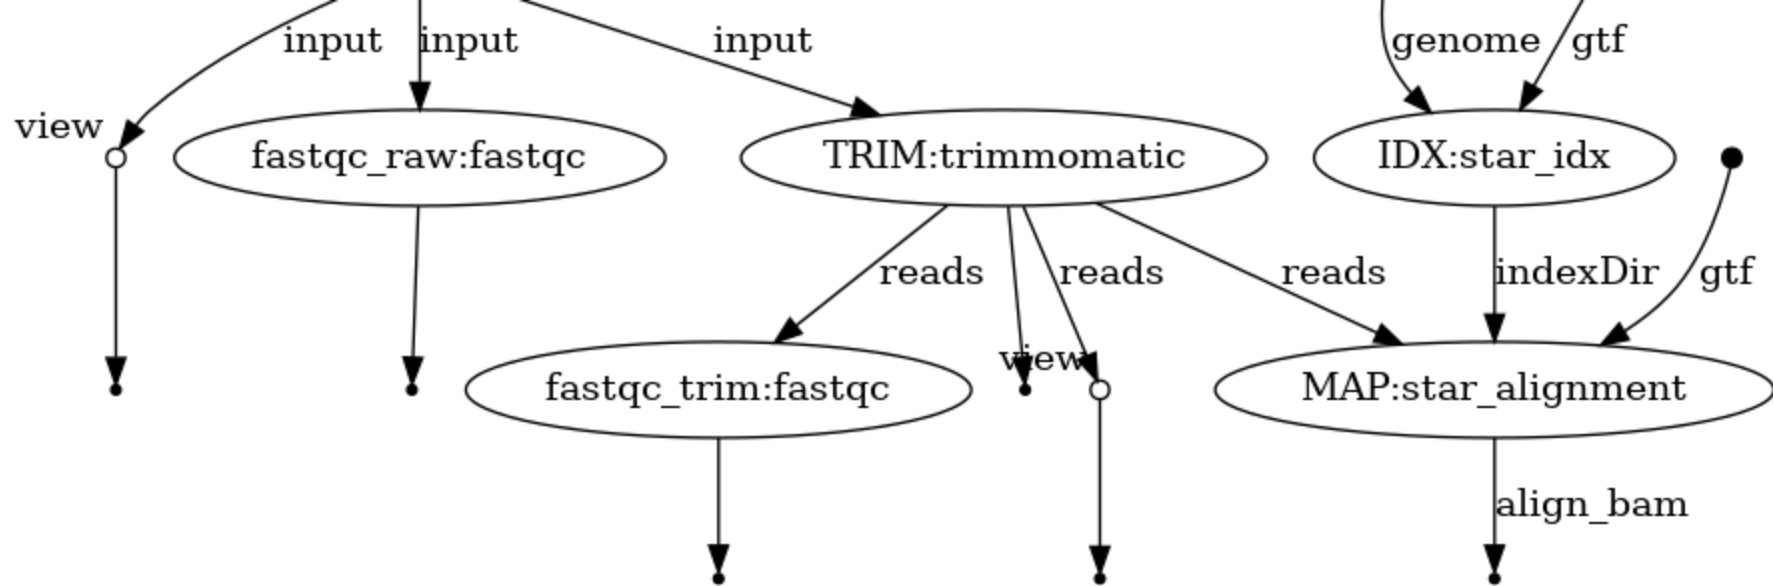 input
input
input
genome
gtf
view
fastqc_raw:fastqc
TRIM:trimmomatic
IDX:star_idx
reads
reads
reads
indexDir
gtf
view
fastqc_trim:fastqc
MAP:star_alignment
align_bam